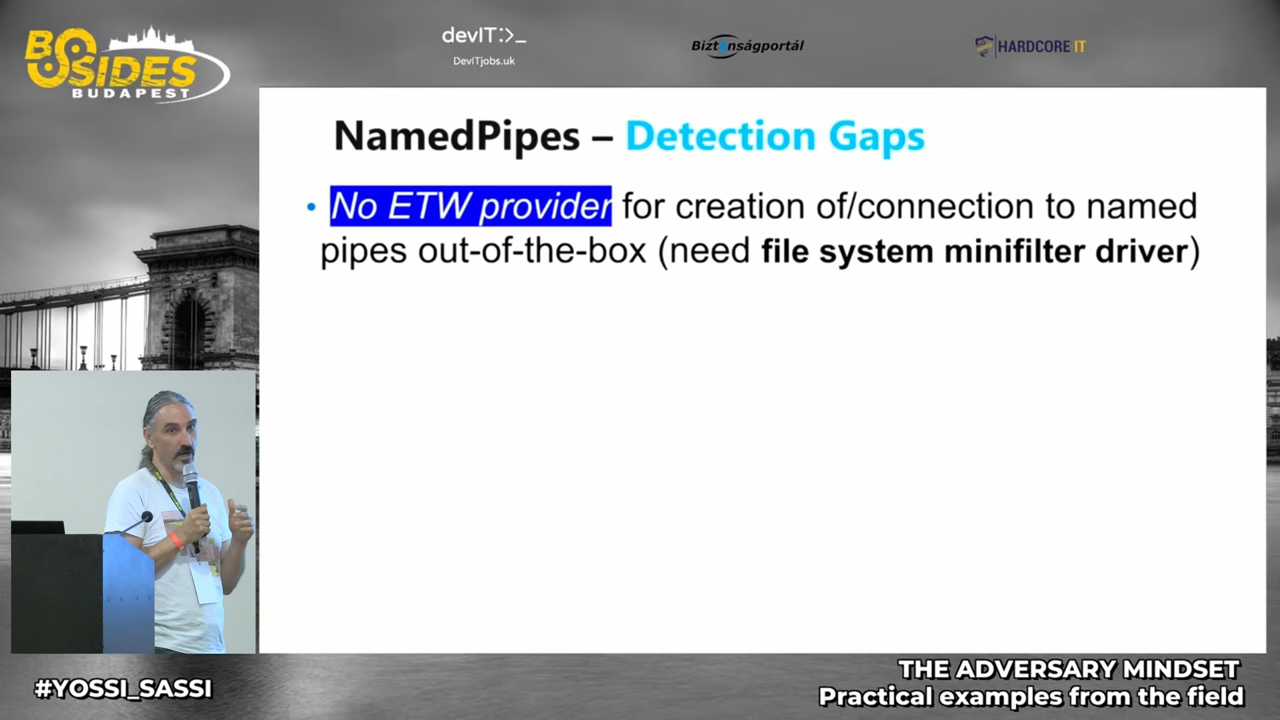 BSIDES
BUDAPEST
devIT:>_
DevITjobs.uk
Biztonságportál
HARDCORE IT
NamedPipes – Detection Gaps
• No ETW provider for creation of/connection to named
pipes out-of-the-box (need file system minifilter driver)
#YOSSI_SASSI
THE ADVERSARY MINDSET
Practical examples from the field